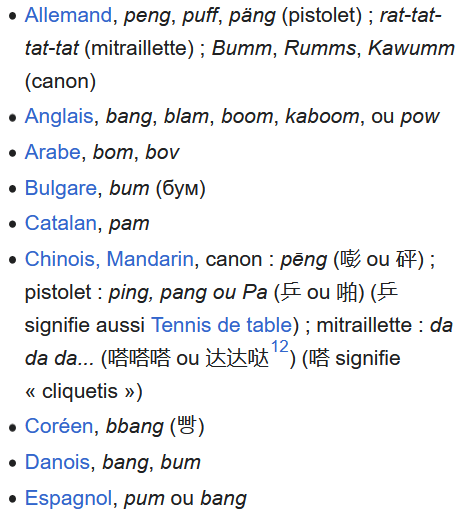 • Allemand, peng, puff, päng (pistolet) ; rat-tat-
tat-tat (mitraillette) ; Bumm, Rumms, Kawumm
(canon)
• Anglais, bang, blam, boom, kaboom, ou pow
• Arabe, bom, bov
• Bulgare, bum (бум)
• Catalan, pam
• Chinois, Mandarin, canon : pēng (嘭 ou 砰) ;
pistolet : ping, pang ou Pa (乒 ou 啪) (乒
signifie aussi Tennis de table) ; mitraillette : da
da da... (嗒嗒嗒 ou 达达哒12) (嗒 signifie
« cliquetis »)
• Coréen, bbang (빵)
• Danois, bang, bum
• Espagnol, pum ou bang